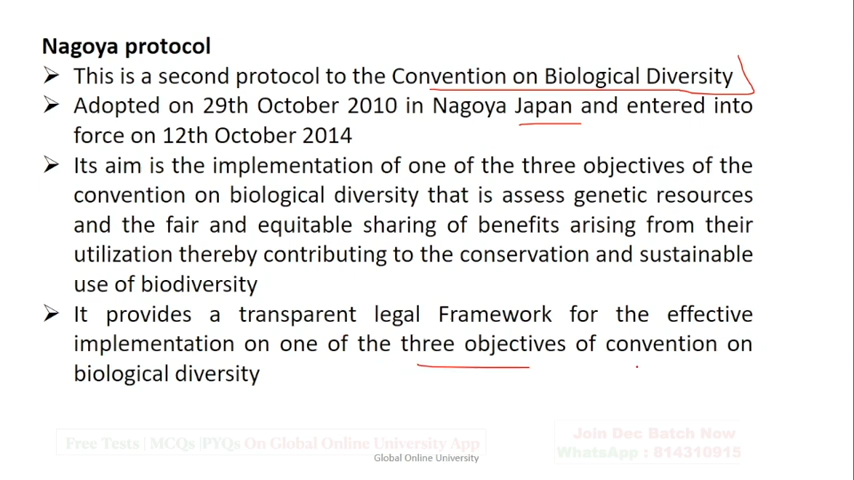 Nagoya protocol
➤ This is a second protocol to the Convention on Biological Diversity
➤ Adopted on 29th October 2010 in Nagoya Japan and entered into
force on 12th October 2014
➤ Its aim is the implementation of one of the three objectives of the
convention on biological diversity that is assess genetic resources
and the fair and equitable sharing of benefits arising from their
utilization thereby contributing to the conservation and sustainable
use of biodiversity
➤ It provides a transparent legal Framework for the effective
implementation on one of the three objectives of convention on
biological diversity
Free Tests | MCQs |PYQs On Global Online University App
Join Dec Batch Now
WhatsApp : 814310915
Global Online University